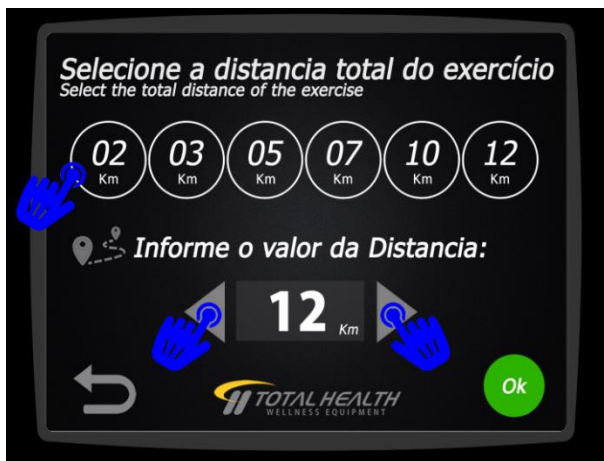 Selecione a distancia total do exercício
Select the total distance of the exercise
02 03 05 07 10 12
Km Km Km Km Km Km
Informe o valor da Distancia:
12 Km
Ok
TOTAL HEALTH
WELLNESS EQUIPMENT